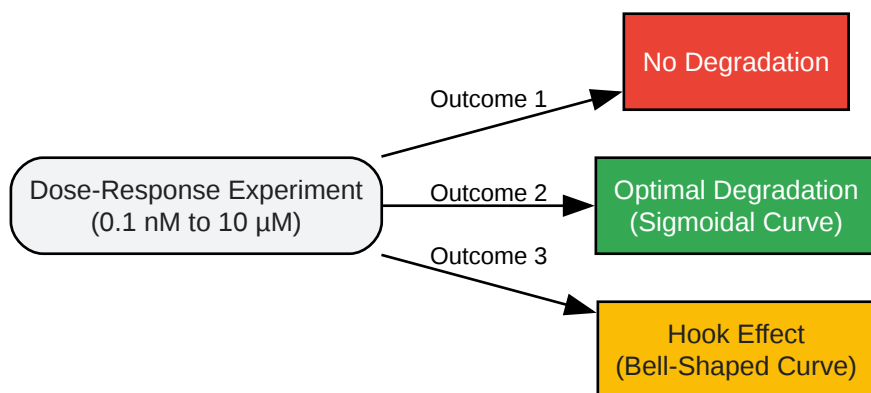 No Degradation
Outcome 1
Dose-Response Experiment
(0.1 nM to 10 µM)
Outcome 2
Optimal Degradation
(Sigmoidal Curve)
Outcome 3
Hook Effect
(Bell-Shaped Curve)